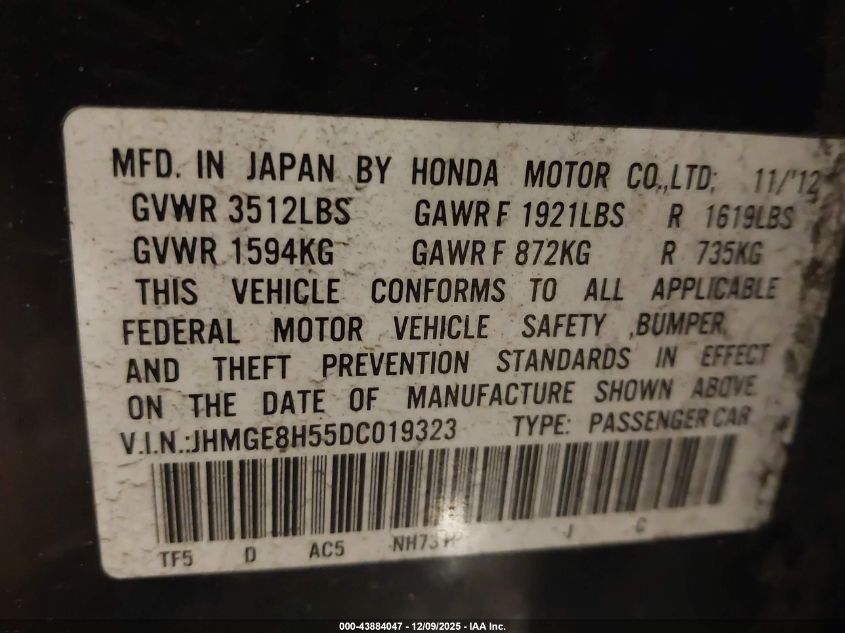 MFD. IN JAPAN BY HONDA MOTOR CO.,LTD; 11/'12
GVWR 3512LBS GAWR F 1921LBS R 1619LBS
GVWR 1594KG GAWR F 872KG R 735KG
THIS VEHICLE CONFORMS TO ALL APPLICABLE
FEDERAL MOTOR VEHICLE SAFETY ,BUMPER,
AND THEFT PREVENTION STANDARDS IN EFFECT
ON THE DATE OF MANUFACTURE SHOWN ABOVE.
V.I.N.:JHMGE8H55DC019323 TYPE: PASSENGER CAR
TF5 D AC5 J
000-43884047 - 12/09/2025 - IAA Inc.